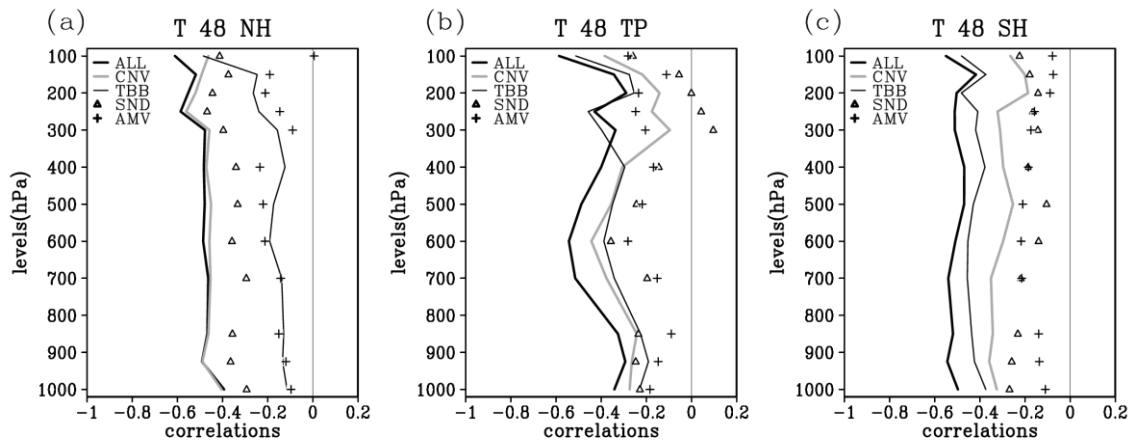 (a)
T 48 NH
levels(hPa)
100
200
300
400
500
600
700
800
900
1000
ALL
CNV
TBB
SND
AMV
-1 -0.8 -0.6 -0.4 -0.2 0 0.2
correlations
(b)
T 48 TP
levels(hPa)
100
200
300
400
500
600
700
800
900
1000
ALL
CNV
TBB
SND
AMV
-1 -0.8 -0.6 -0.4 -0.2 0 0.2
correlations
(c)
T 48 SH
levels(hPa)
100
200
300
400
500
600
700
800
900
1000
ALL
CNV
TBB
SND
AMV
-1 -0.8 -0.6 -0.4 -0.2 0 0.2
correlations